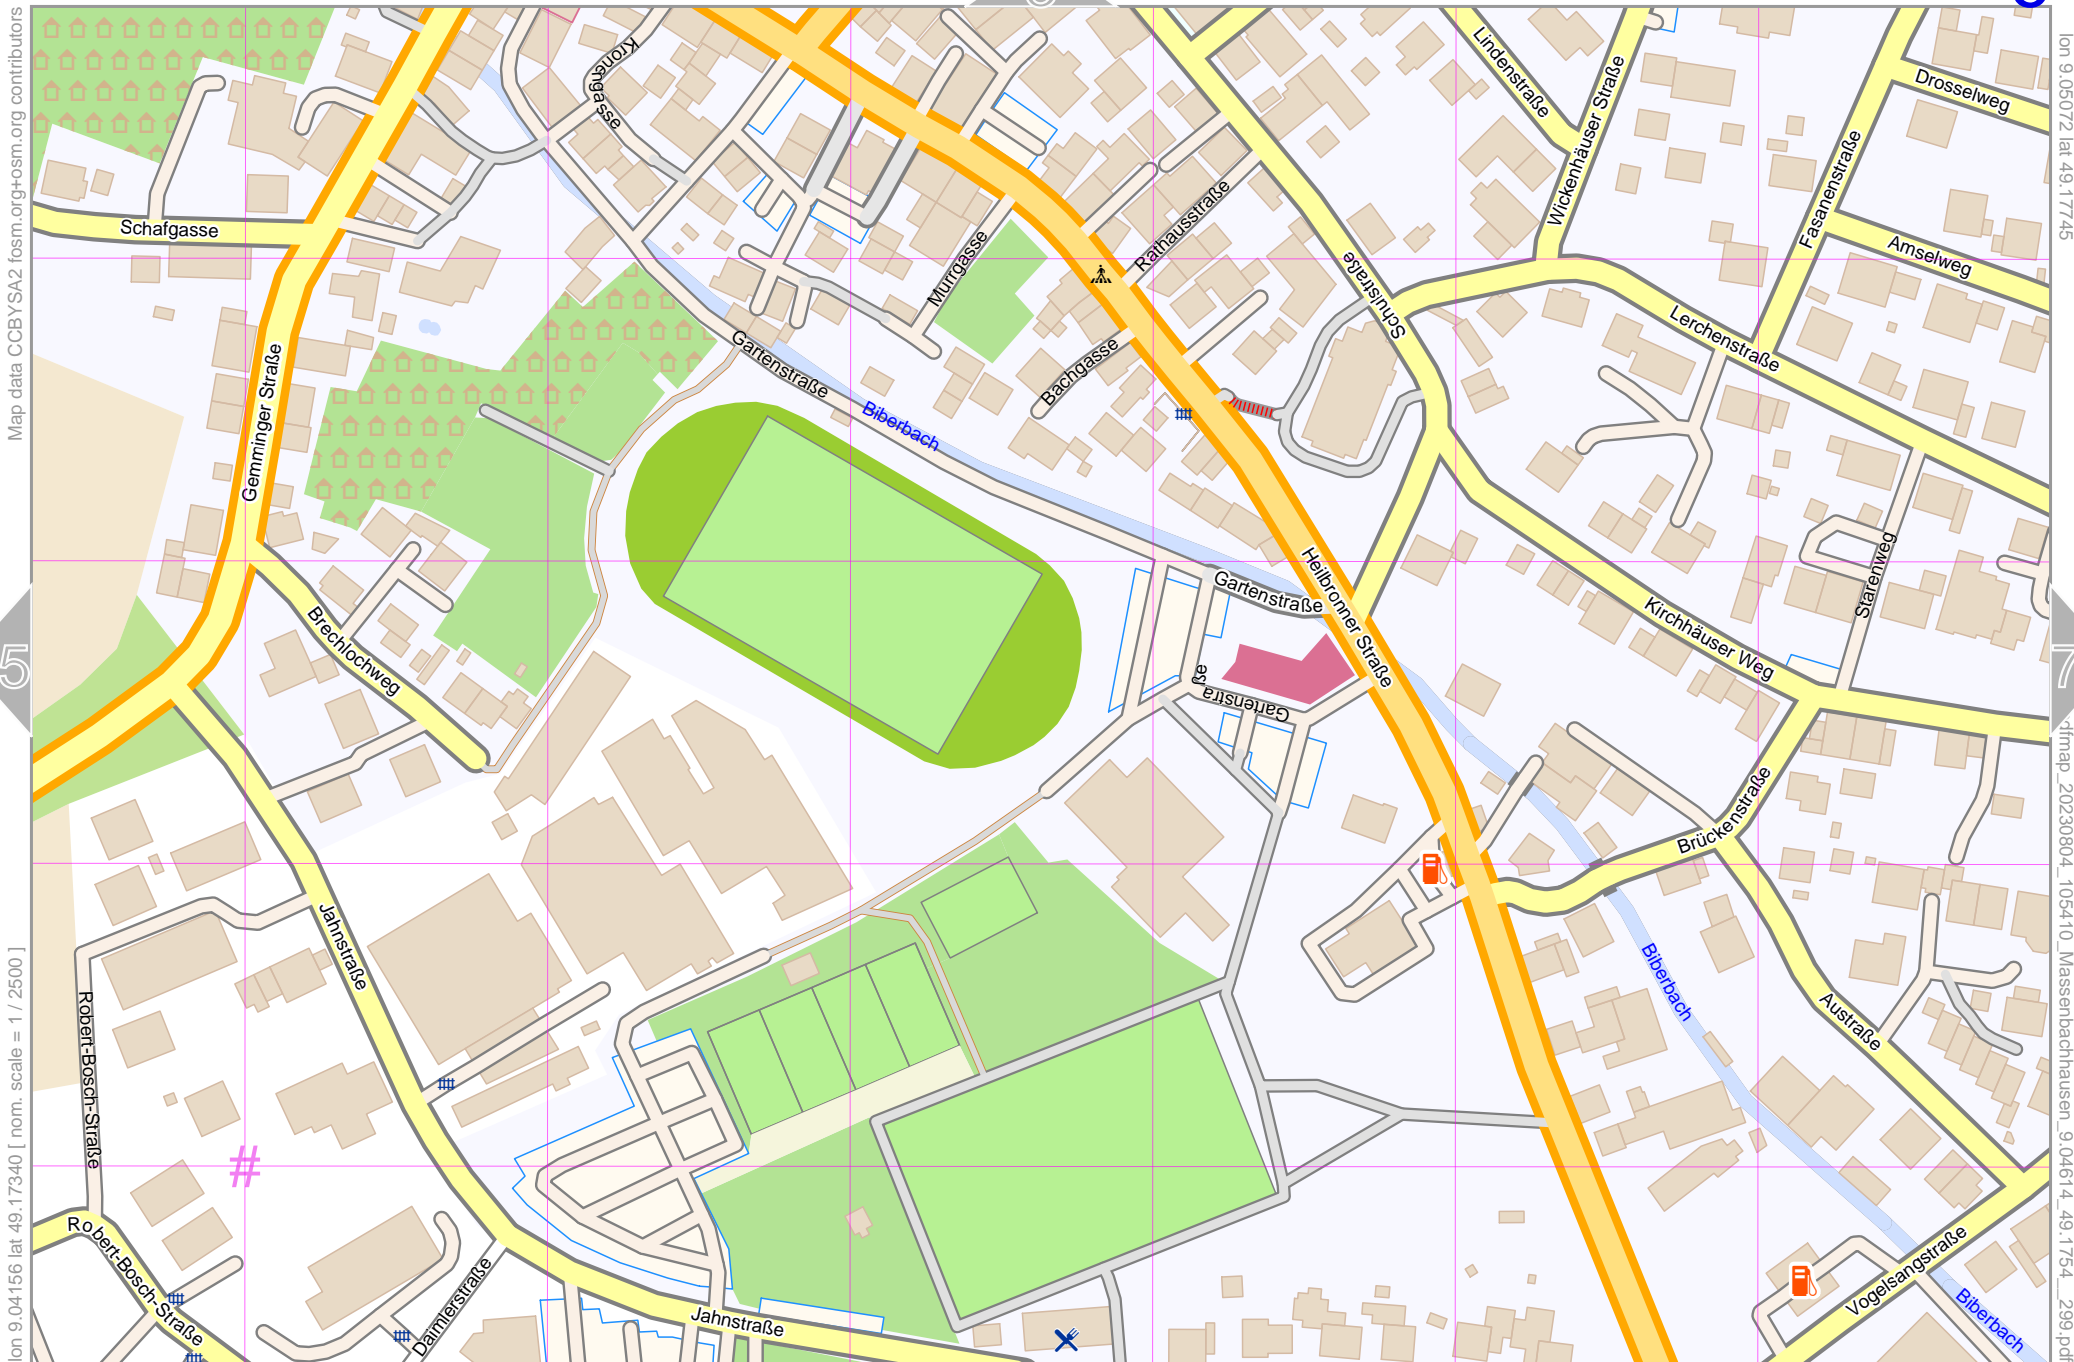 Map data CCBYSA2 fosm.org+osm.org contributors
lon 9.04156 lat 49.17340 [ nom. scale = 1 / 2500 ]
lon 9.05072 lat 49.17745
dfmap_20230804_105410_Massenbachhausen_9.04614_49.1754__299.pdf
5
7
#
Kronengasse
Lindenstraße
Wickenhäuser Straße
Drosselweg
Fasanenstraße
Amselweg
Schafgasse
Rathausstraße
Murrgasse
Schulstraße
Lerchenstraße
Gartenstraße
Bachgasse
Biberbach
Gemminger Straße
Heilbronner Straße
Gartenstraße
Starenweg
Kirchhäuser Weg
Brechlochweg
Gartenstraße
Brückenstraße
Jahnstraße
Biberbach
Austraße
Robert-Bosch-Straße
Robert-Bosch-Straße
Daimlerstraße
Jahnstraße
Vogelsangstraße
Biberbach